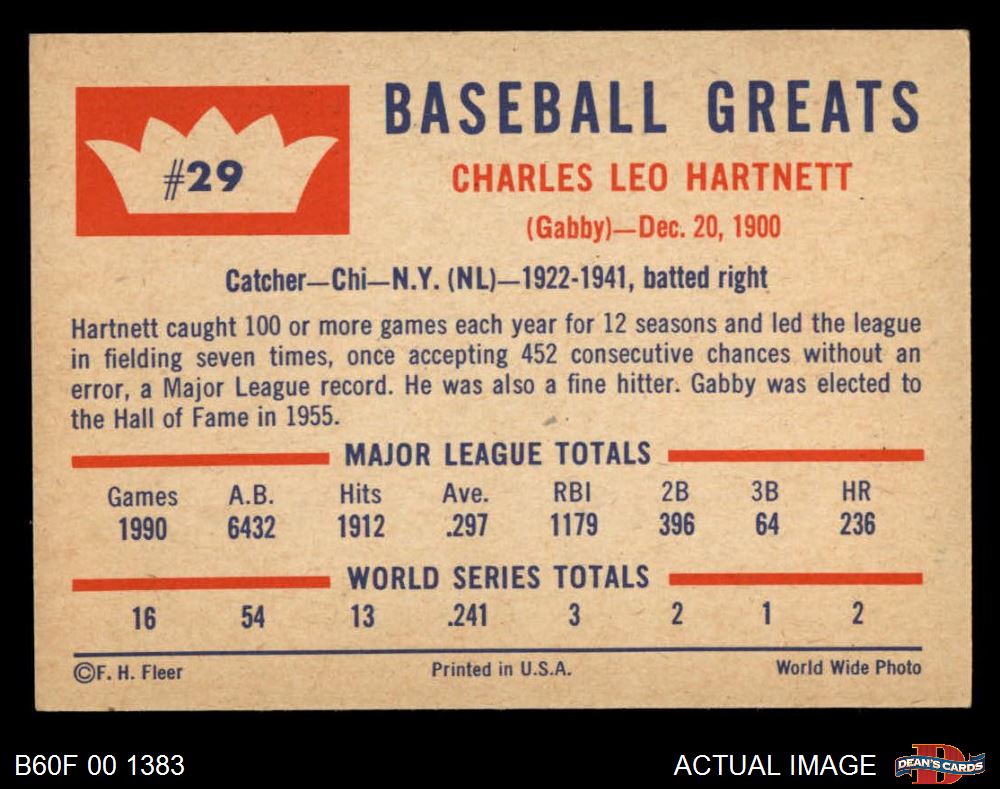 #29
BASEBALL GREATS
CHARLES LEO HARTNETT
(Gabby)—Dec. 20, 1900
Catcher—Chi—N.Y. (NL)—1922-1941, batted right
Hartnett caught 100 or more games each year for 12 seasons and led the league
in fielding seven times, once accepting 452 consecutive chances without an
error, a Major League record. He was also a fine hitter. Gabby was elected to
the Hall of Fame in 1955.
MAJOR LEAGUE TOTALS
Games A.B. Hits Ave. RBI 2B 3B HR
1990 6432 1912 .297 1179 396 64 236
WORLD SERIES TOTALS
16 54 13 .241 3 2 1 2
©F. H. Fleer Printed in U.S.A. World Wide Photo
B60F 00 1383 ACTUAL IMAGE D DEAN'S CARDS